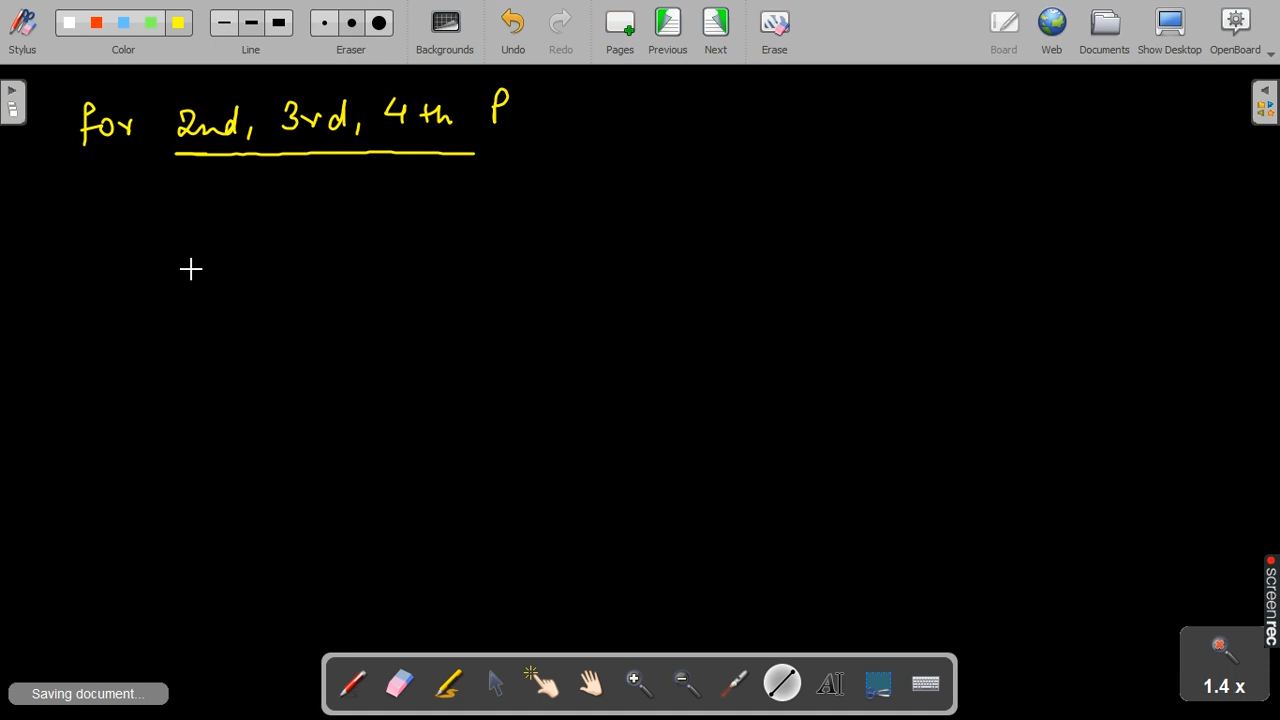 Stylus
Color
Line
Eraser
Backgrounds
Undo
Redo
Pages
Previous
Next
Erase
Board
Web
Documents
Show Desktop
OpenBoard
for 2nd, 3rd, 4th P
screenrec
AI
Saving document...
1.4 x